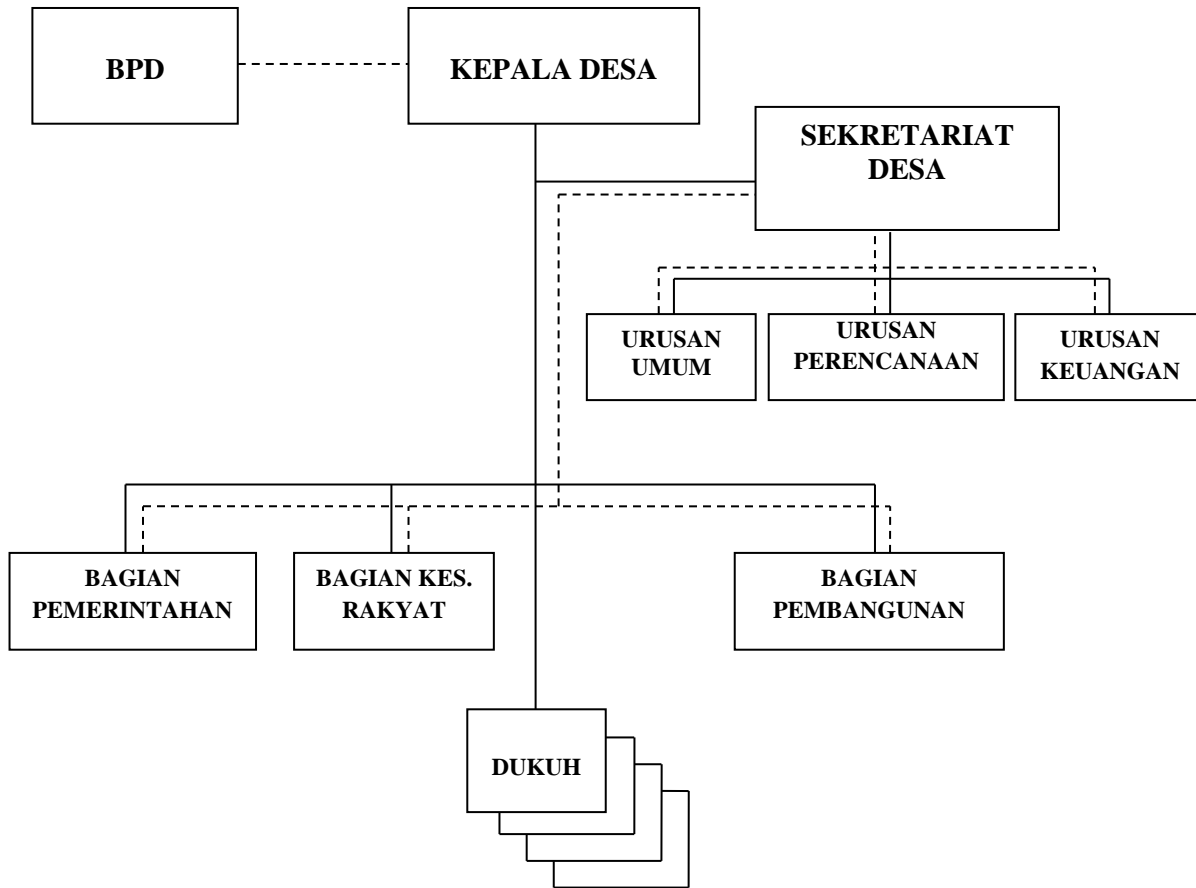 BPD
KEPALA DESA
SEKRETARIAT
DESA
URUSAN
UMUM
URUSAN
PERENCANAAN
URUSAN
KEUANGAN
BAGIAN
PEMERINTAHAN
BAGIAN KES.
RAKYAT
BAGIAN
PEMBANGUNAN
DUKUH